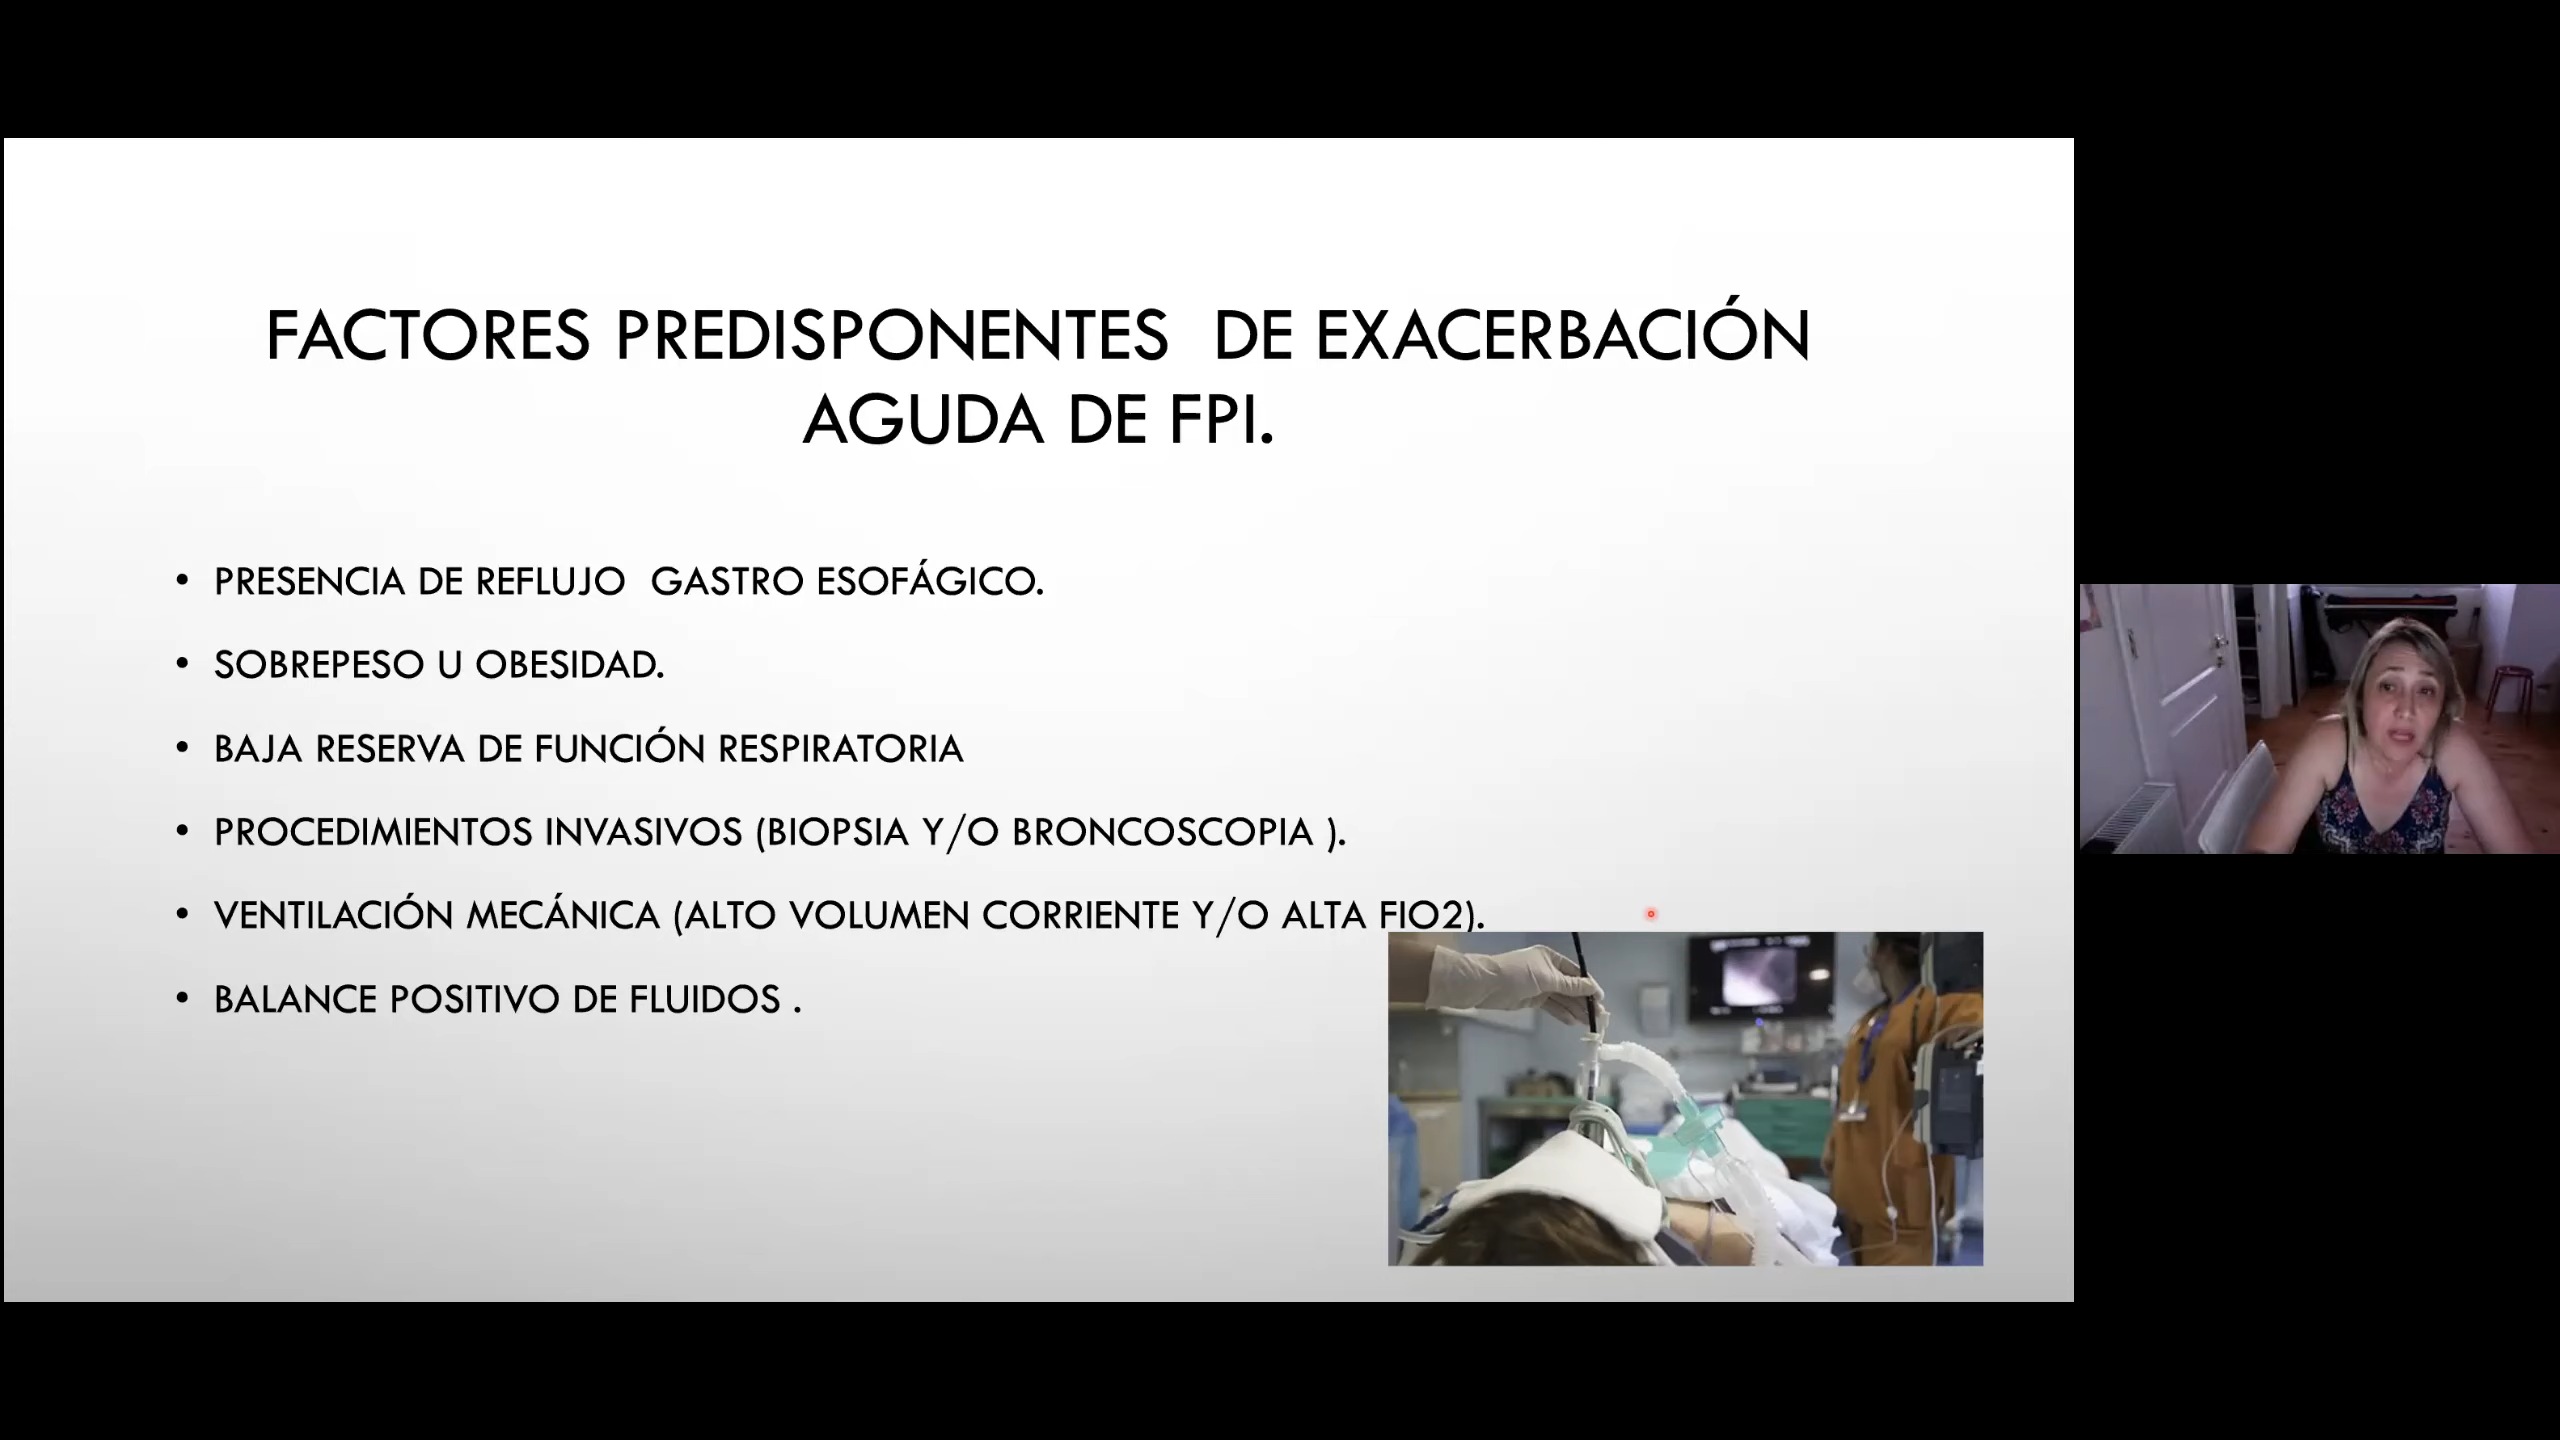 FACTORES PREDISPONENTES DE EXACERBACIÓN
AGUDA DE FPI.
• PRESENCIA DE REFLUJO GASTRO ESOFÁGICO.
• SOBREPESO U OBESIDAD.
• BAJA RESERVA DE FUNCIÓN RESPIRATORIA
• PROCEDIMIENTOS INVASIVOS (BIOPSIA Y/O BRONCOSCOPIA ).
• VENTILACIÓN MECÁNICA (ALTO VOLUMEN CORRIENTE Y/O ALTA FIO2).
• BALANCE POSITIVO DE FLUIDOS .